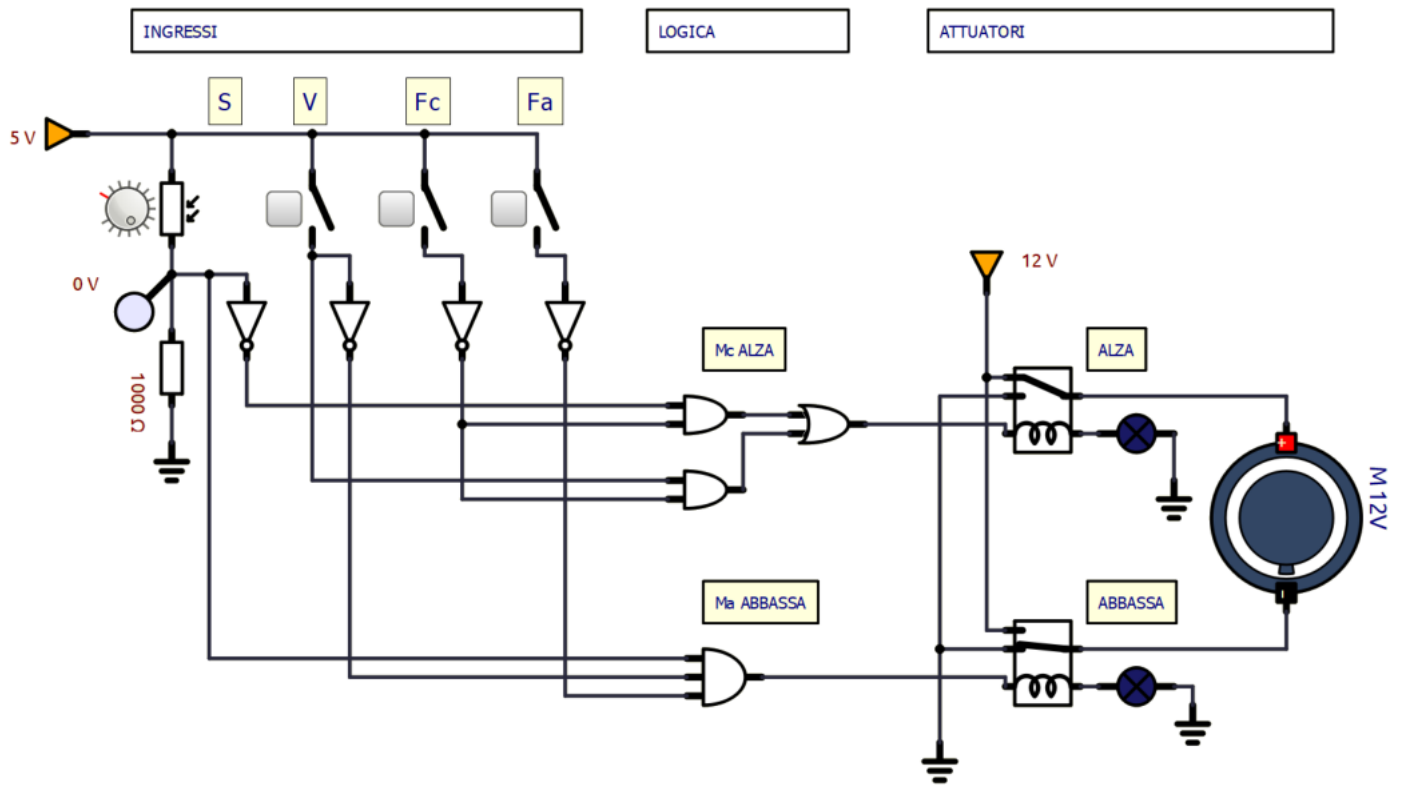 INGRESSI
LOGICA
ATTUATORI
S
V
Fc
Fa
5 V
0 V
1000 Ω
12 V
Mc ALZA
ALZA
+
M 12V
Ma ABBASSA
ABBASSA